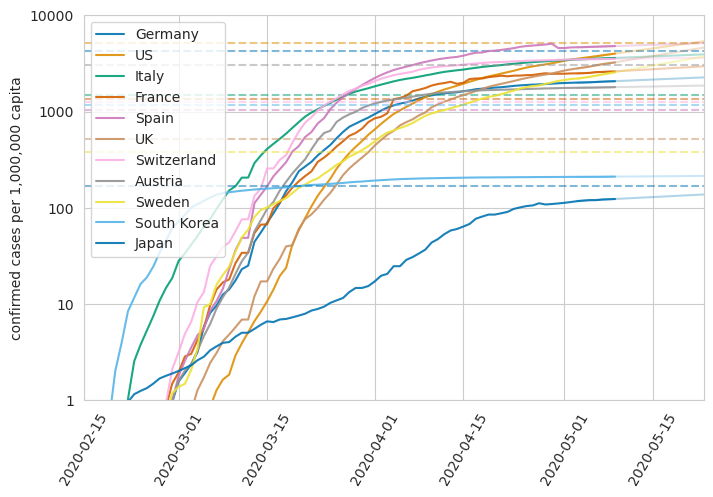 10000
1000
100
10
1
confirmed cases per 1,000,000 capita
Germany
US
Italy
France
Spain
UK
Switzerland
Austria
Sweden
South Korea
Japan
2020-02-15
2020-03-01
2020-03-15
2020-04-01
2020-04-15
2020-05-01
2020-05-15